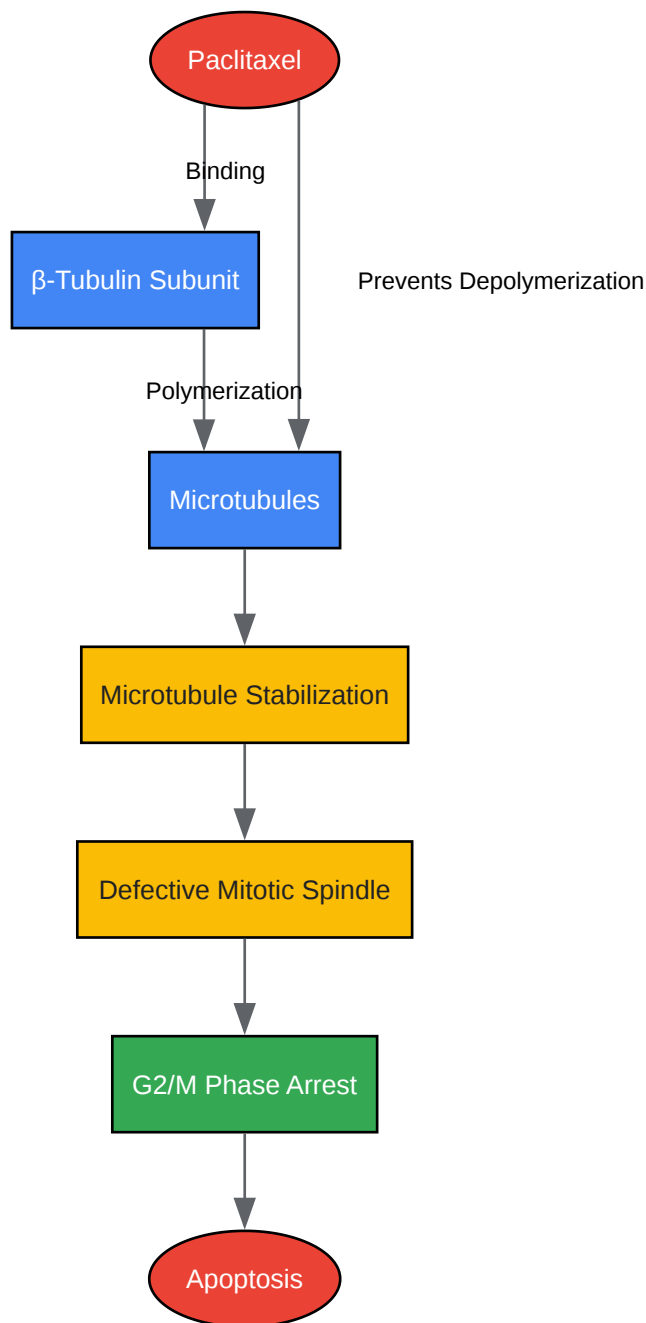 Paclitaxel
Binding
β-Tubulin Subunit
Prevents Depolymerization
Polymerization
Microtubules
Microtubule Stabilization
Defective Mitotic Spindle
G2/M Phase Arrest
Apoptosis